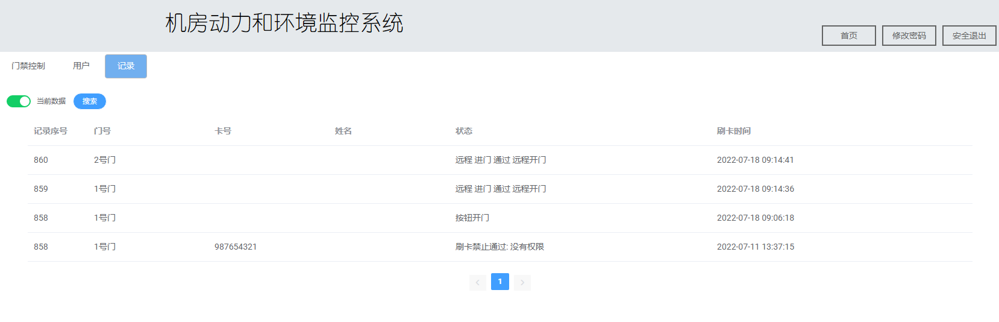 机房动力和环境监控系统
首页 修改密码 安全退出
门禁控制 用户 记录
当前数据 搜索
记录序号 门号 卡号 姓名 状态 刷卡时间
860 2号门 远程 进门 通过 远程开门 2022-07-18 09:14:41
859 1号门 远程 进门 通过 远程开门 2022-07-18 09:14:36
858 1号门 按钮开门 2022-07-18 09:06:18
858 1号门 987654321 刷卡禁止通过: 没有权限 2022-07-11 13:37:15
1